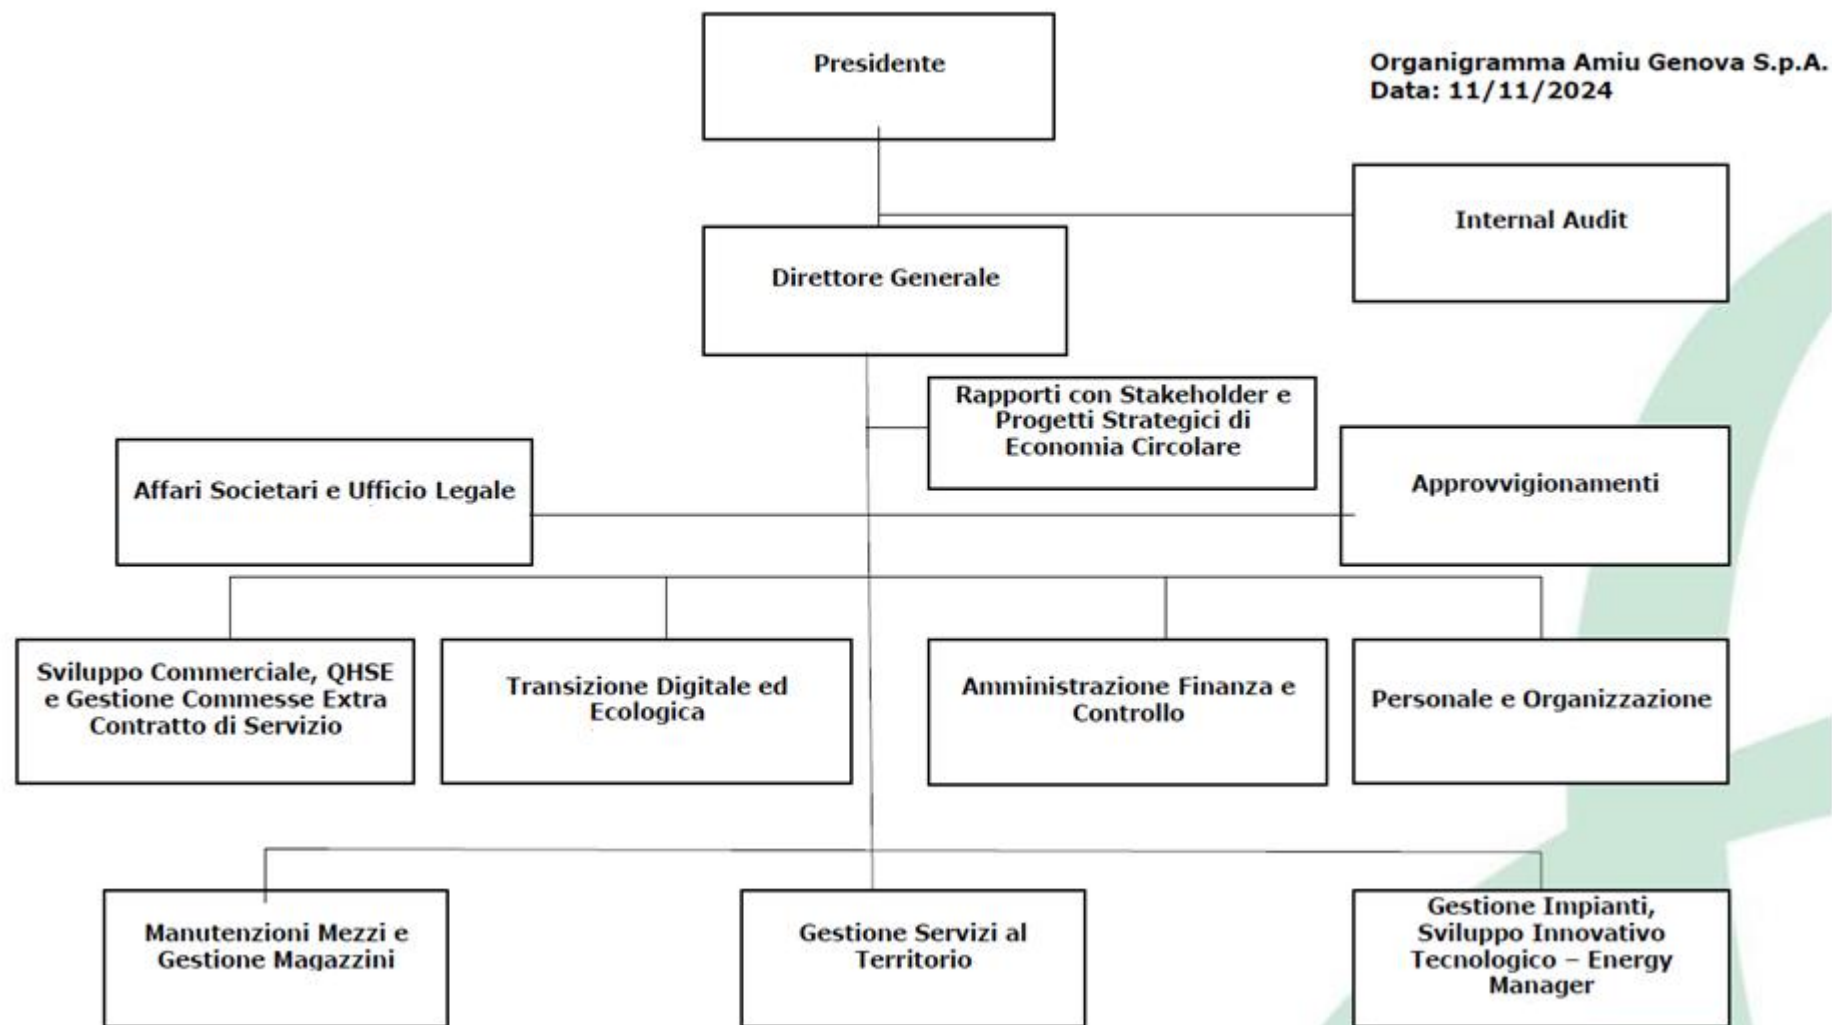 Presidente
Organigramma Amiu Genova S.p.A.
Data: 11/11/2024
Internal Audit
Direttore Generale
Rapporti con Stakeholder e
Progetti Strategici di
Economia Circolare
Affari Societari e Ufficio Legale
Approvvigionamenti
Sviluppo Commerciale, QHSE
e Gestione Commesse Extra
Contratto di Servizio
Transizione Digitale ed
Ecologica
Amministrazione Finanza e
Controllo
Personale e Organizzazione
Manutenzioni Mezzi e
Gestione Magazzini
Gestione Servizi al
Territorio
Gestione Impianti,
Sviluppo Innovativo
Tecnologico – Energy
Manager